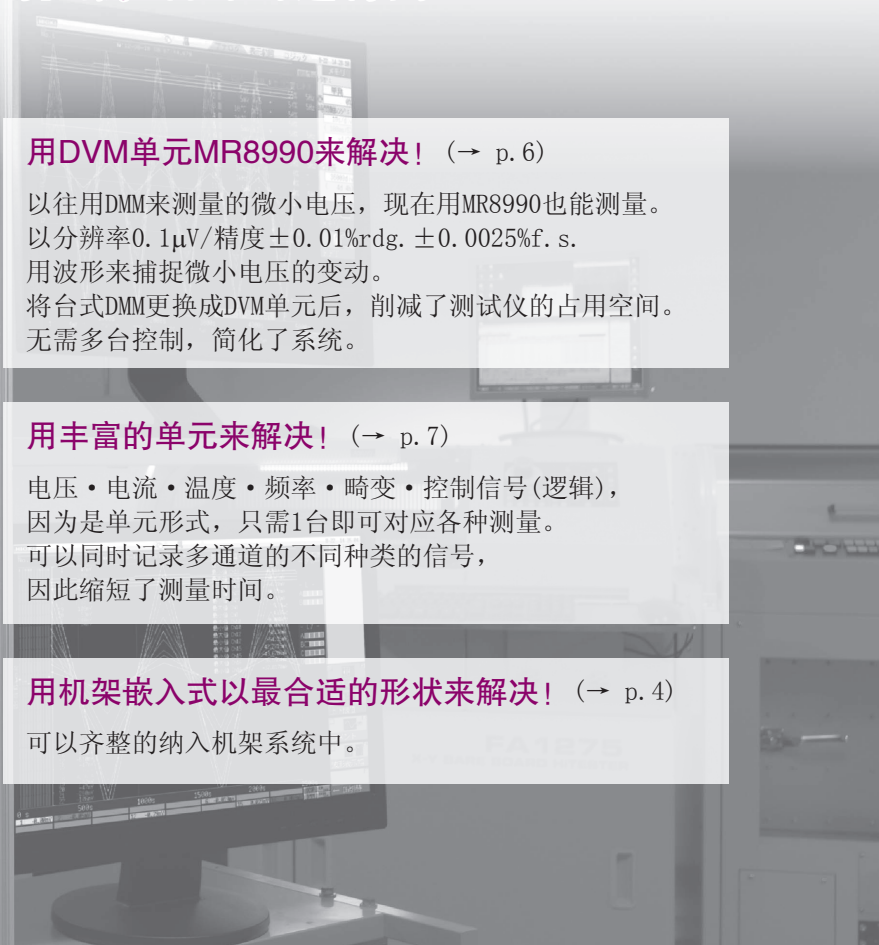 用DVM单元MR8990来解决！(→ p.6)
以往用DMM来测量的微小电压，现在用MR8990也能测量。
以分辨率0.1μV/精度±0.01%rdg.±0.0025%f.s.
用波形来捕捉微小电压的变动。
将台式DMM更换成DVM单元后，削减了测试仪的占用空间。
无需多台控制，简化了系统。
用丰富的单元来解决！(→ p.7)
电压・电流・温度・频率・畸变・控制信号(逻辑)，
因为是单元形式，只需1台即可对应各种测量。
可以同时记录多通道的不同种类的信号，
因此缩短了测量时间。
用机架嵌入式以最合适的形状来解决！(→ p.4)
可以齐整的纳入机架系统中。
FA1275